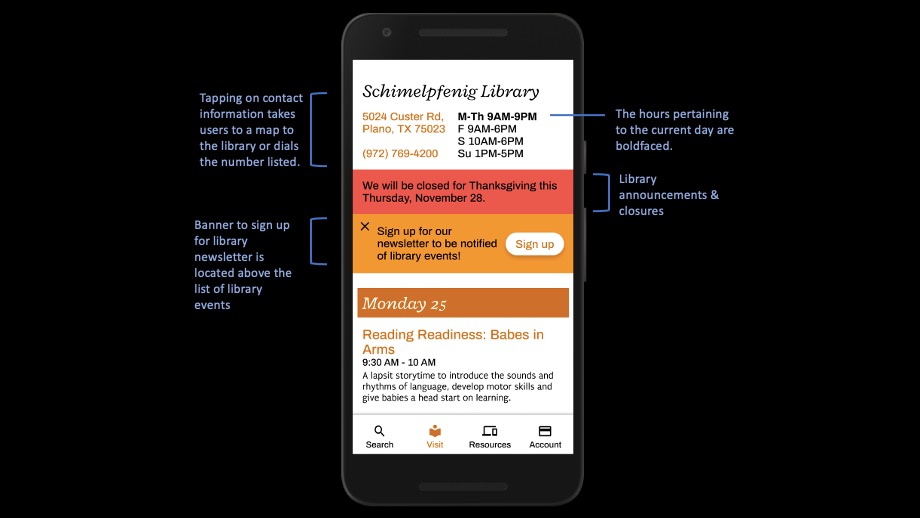 Tapping on contact
information takes
users to a map to
the library or dials
the number listed.
Banner to sign up
for library
newsletter is
located above the
list of library
events
Schimelpfenig Library
5024 Custer Rd,
Plano, TX 75023
(972) 769-4200
M-Th 9AM-9PM
F 9AM-6PM
S 10AM-6PM
Su 1PM-5PM
We will be closed for Thanksgiving this
Thursday, November 28.
Sign up for our
newsletter to be notified
of library events!
Sign up
Monday 25
Reading Readiness: Babes in
Arms
9:30 AM - 10 AM
A lapsit storytime to introduce the sounds and
rhythms of language, develop motor skills and
give babies a head start on learning.
Search
Visit
Resources
Account
The hours pertaining
to the current day are
boldfaced.
Library
announcements &
closures